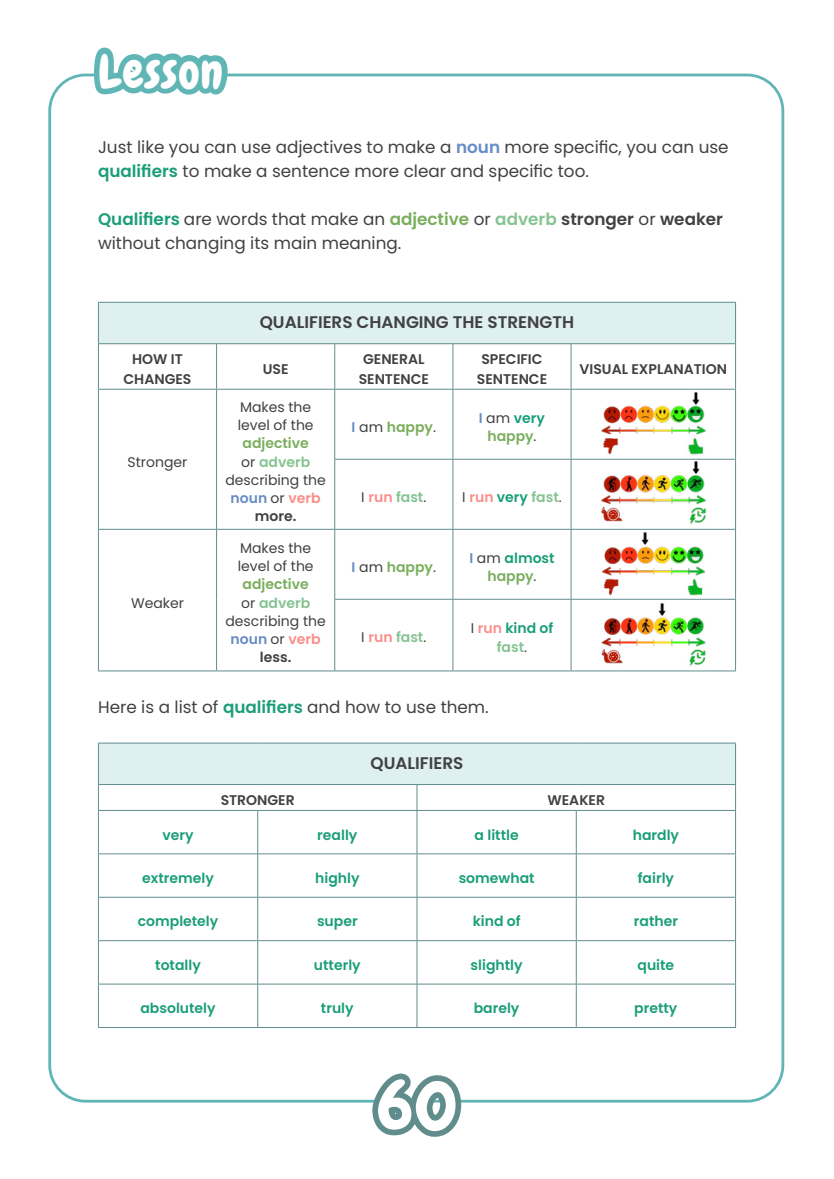 Lesson
Just like you can use adjectives to make a noun more specific, you can use
qualifiers to make a sentence more clear and specific too.
Qualifiers are words that make an adjective or adverb stronger or weaker
without changing its main meaning.
QUALIFIERS CHANGING THE STRENGTH
HOW IT
CHANGES
USE
GENERAL
SENTENCE
SPECIFIC
SENTENCE
VISUAL EXPLANATION
Stronger
Makes the
level of the
adjective
or adverb
describing the
noun or verb
more.
I am happy.
I am very
happy.
I run fast.
I run very fast.
Weaker
Makes the
level of the
adjective
or adverb
describing the
noun or verb
less.
I am happy.
I am almost
happy.
I run fast.
I run kind of
fast.
Here is a list of qualifiers and how to use them.
QUALIFIERS
STRONGER
WEAKER
very
really
a little
hardly
extremely
highly
somewhat
fairly
completely
super
kind of
rather
totally
utterly
slightly
quite
absolutely
truly
barely
pretty
60